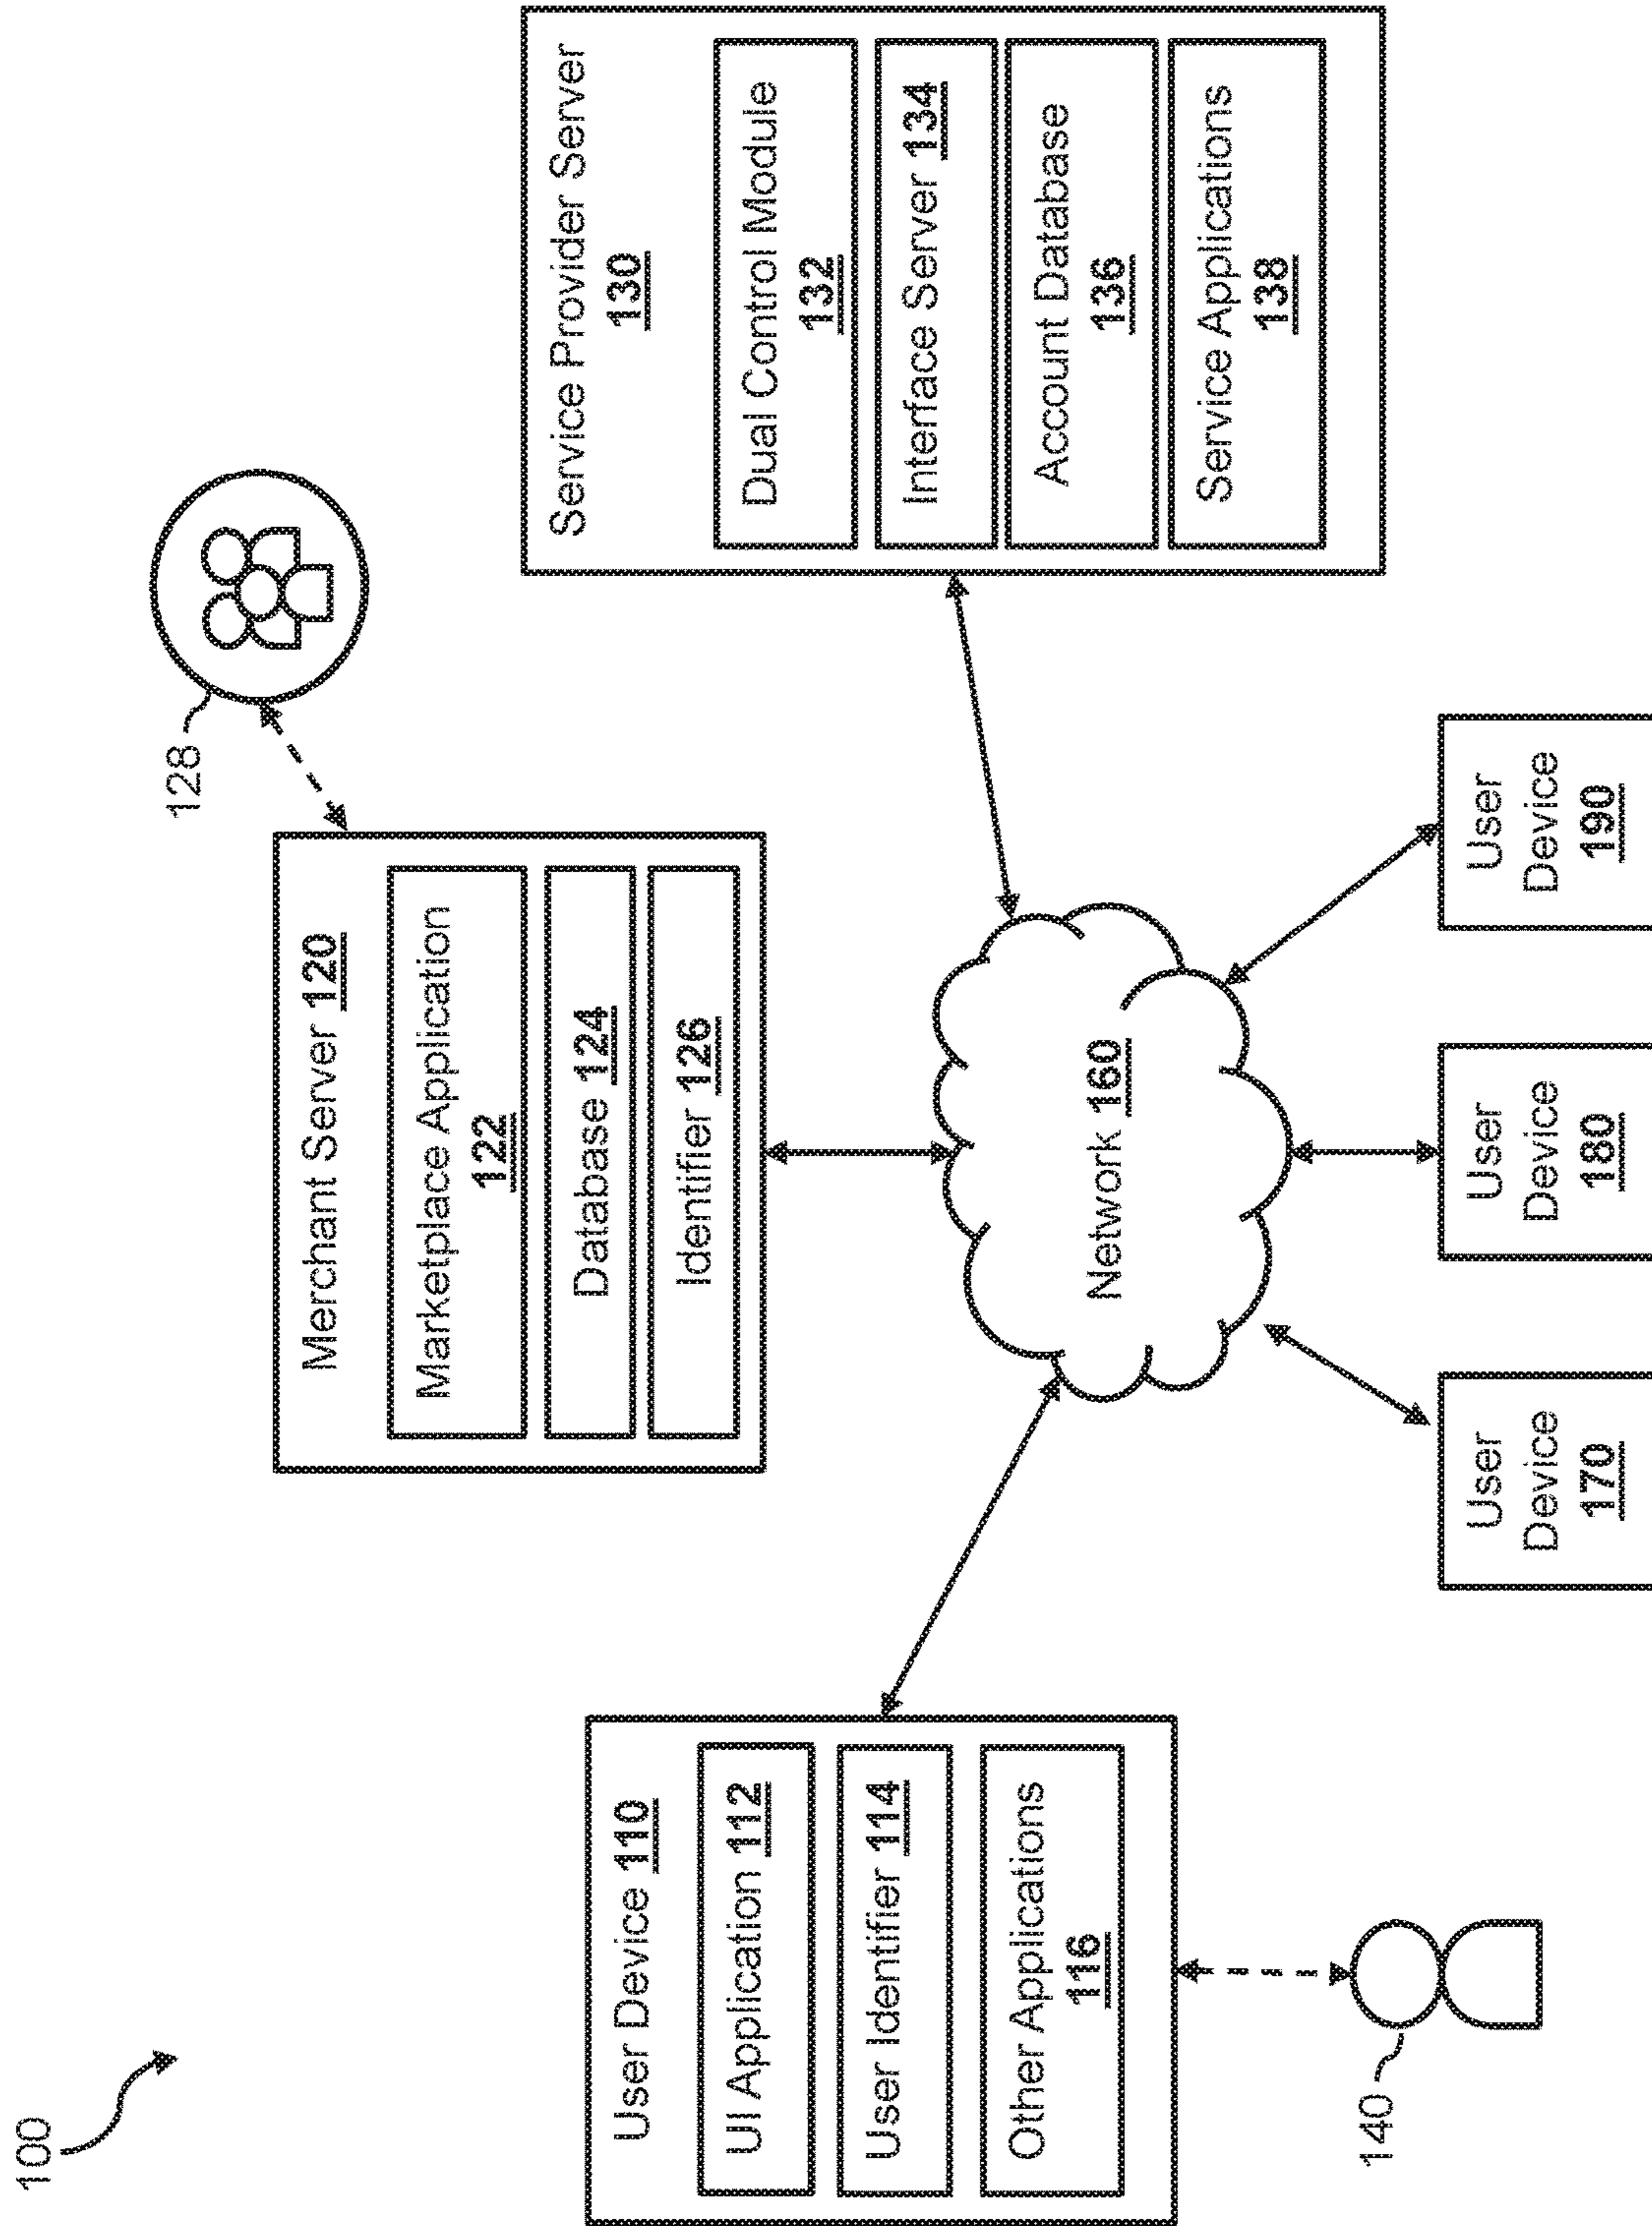 100
128
Merchant Server 120
Marketplace Application
122
Database 124
Identifier 126
User Device 110
UI Application 112
User Identifier 114
Other Applications
116
140
Network 160
Service Provider Server
130
Dual Control Module
132
Interface Server 134
Account Database
136
Service Applications
138
User
Device
170
User
Device
180
User
Device
190